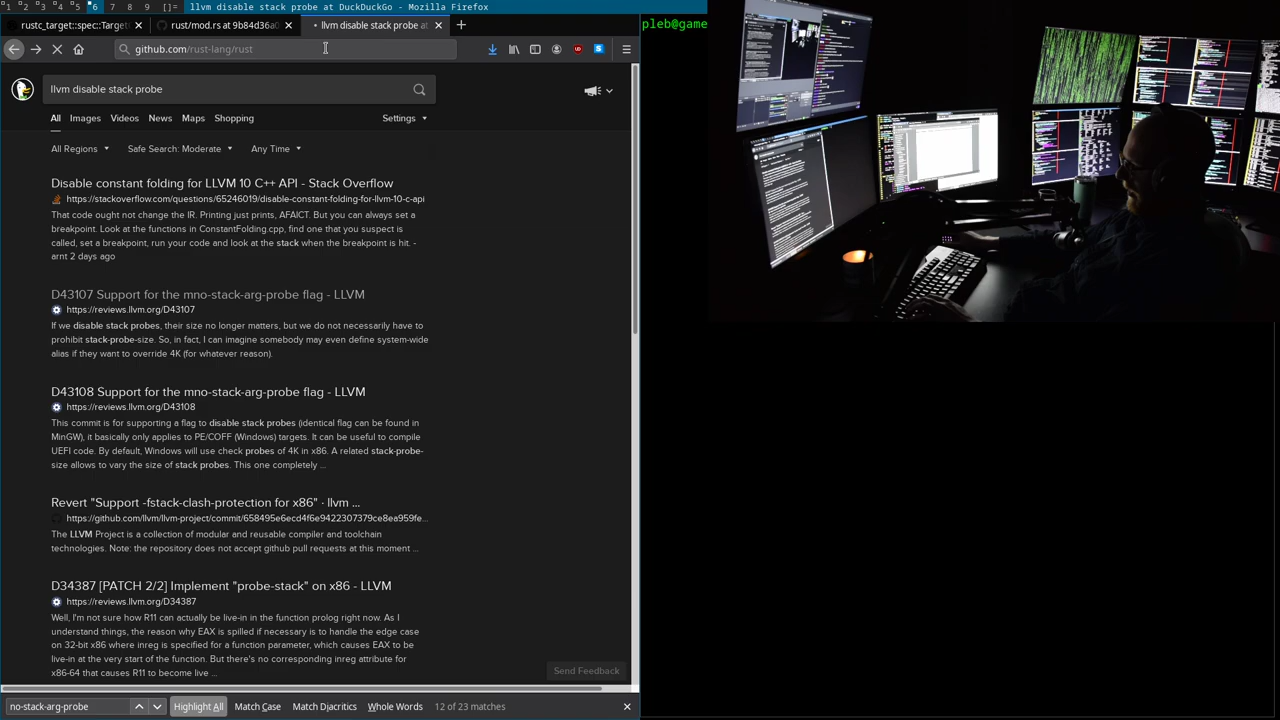 1 2 3 4 5 6 7 8 9 []= llvm disable stack probe at DuckDuckGo - Mozilla Firefox
rustc_target::spec::Target
rust/mod.rs at 9b84d36a0
llvm disable stack probe at
github.com/rust-lang/rust
pleb@game
llvm disable stack probe
All Images Videos News Maps Shopping Settings
All Regions Safe Search: Moderate Any Time
Disable constant folding for LLVM 10 C++ API - Stack Overflow
https://stackoverflow.com/questions/65246019/disable-constant-folding-for-llvm-10-c-api
That code ought not change the IR. Printing just prints, AFAICT. But you can always set a
breakpoint. Look at the functions in ConstantFolding.cpp, find one that you suspect is
called, set a breakpoint, run your code and look at the stack when the breakpoint is hit. -
arnt 2 days ago
D43107 Support for the mno-stack-arg-probe flag - LLVM
https://reviews.llvm.org/D43107
If we disable stack probes, their size no longer matters, but we do not necessarily have to
prohibit stack-probe-size. So, in fact, I can imagine somebody may even define system-wide
alias if they want to override 4K (for whatever reason).
D43108 Support for the mno-stack-arg-probe flag - LLVM
https://reviews.llvm.org/D43108
This commit is for supporting a flag to disable stack probes (identical flag can be found in
MinGW), it basically only applies to PE/COFF (Windows) targets. It can be useful to compile
UEFI code. By default, Windows will use check probes of 4K in x86. A related stack-probe-
size allows to vary the size of stack probes. This one completely ...
Revert "Support -fstack-clash-protection for x86" · llvm ...
https://github.com/llvm/llvm-project/commit/658495e6ecd4f6e9422307379ce8ea959fe...
The LLVM Project is a collection of modular and reusable compiler and toolchain
technologies. Note: the repository does not accept github pull requests at this moment ...
D34387 [PATCH 2/2] Implement "probe-stack" on x86 - LLVM
https://reviews.llvm.org/D34387
Well, I'm not sure how R11 can actually be live-in in the function prolog right now. As I
understand things, the reason why EAX is spilled if necessary is to handle the edge case
on 32-bit x86 where inreg is specified for a function parameter, which causes EAX to be
live-in at the very start of the function. But there's no corresponding inreg attribute for
x86-64 that causes R11 to become live ...
Send Feedback
no-stack-arg-probe Highlight All Match Case Match Diacritics Whole Words 12 of 23 matches